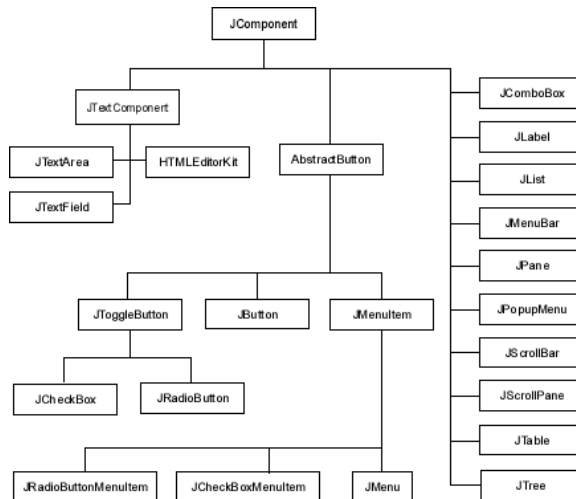 JComponent
JTextComponent
JComboBox
JLabel
JTextArea
HTMLEditorKit
AbstractButton
JList
JTextField
JMenuBar
JPane
JToggleButton
JButton
JMenuItem
JPopupMenu
JScrollBar
JCheckBox
JRadioButton
JScrollPane
JTable
JRadioButtonMenuItem
JCheckBoxMenuItem
JMenu
JTree